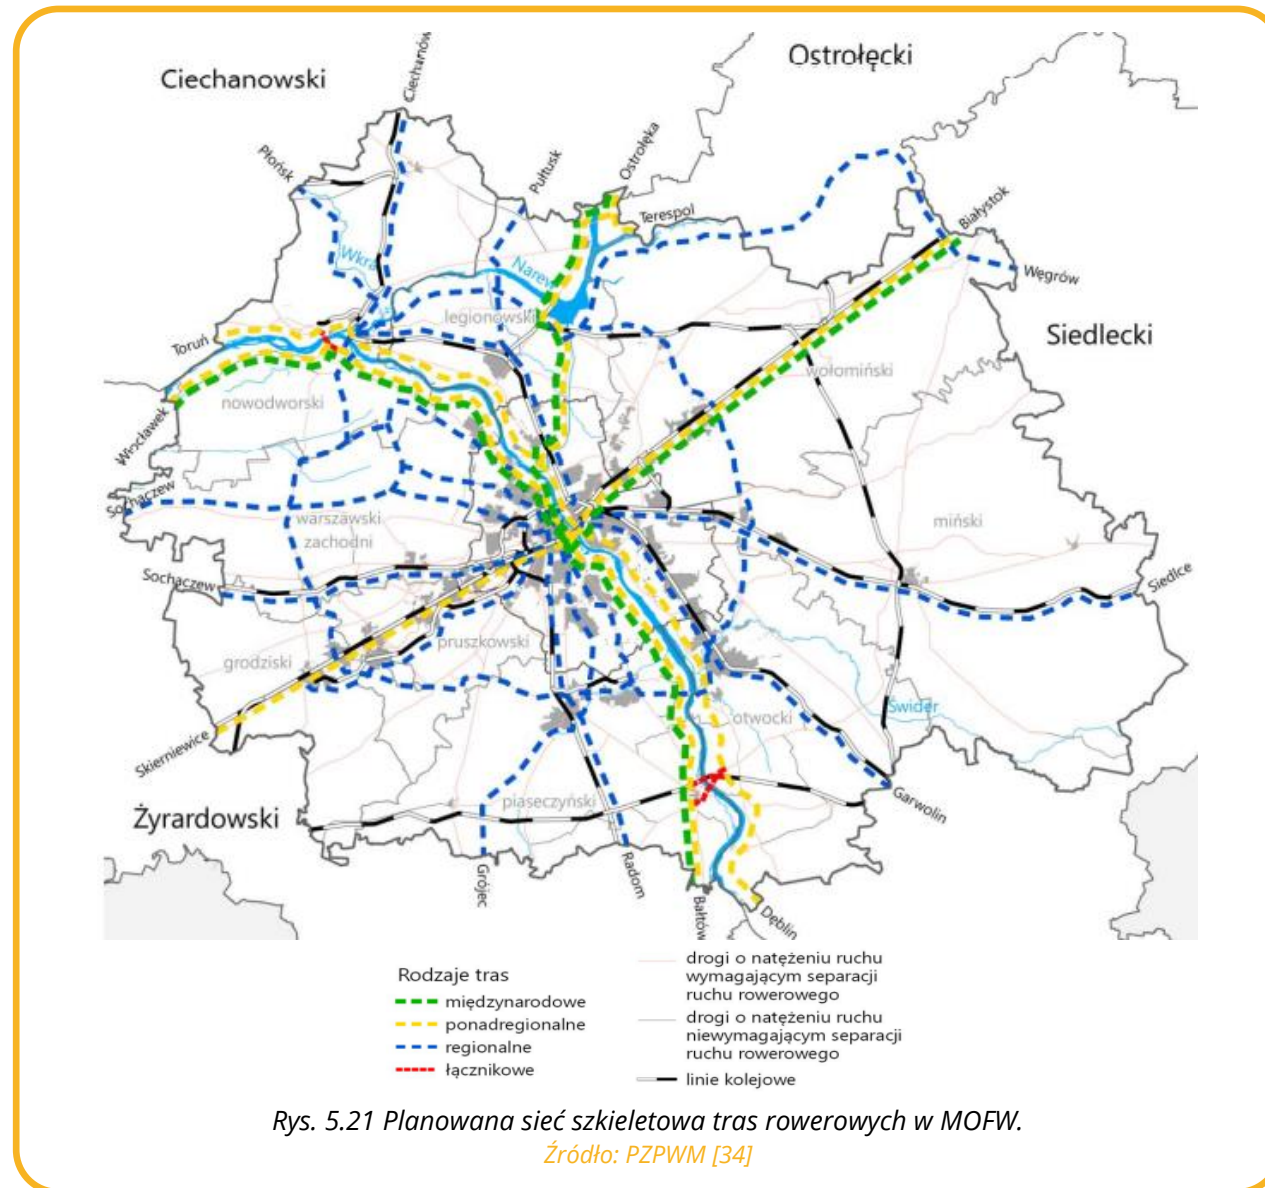 Ostrołęcki
Ciechanowski
Ciechanów
Płońsk
Pułtusk
Ostrołęka
Terespol
Białystok
Węgrów
Wkra
Narew
legionowski
Toruń
Siedlecki
nowodworski
wołomiński
Włocławek
Sochaczew
warszawski
zachodni
miński
Sochaczew
Siedlce
pruszkowski
grodziski
Świder
otwocki
Skierniewice
piaseczyński
Garwolin
Żyrardowski
Grójec
Radom
Bałtów
Dęblin
Rodzaje tras
międzynarodowe
ponadregionalne
regionalne
łącznikowe
drogi o natężeniu ruchu
wymagającym separacji
ruchu rowerowego
drogi o natężeniu ruchu
niewymagającym separacji
ruchu rowerowego
linie kolejowe
Rys. 5.21 Planowana sieć szkieletowa tras rowerowych w MOFW.
Źródło: PZPWM [34]